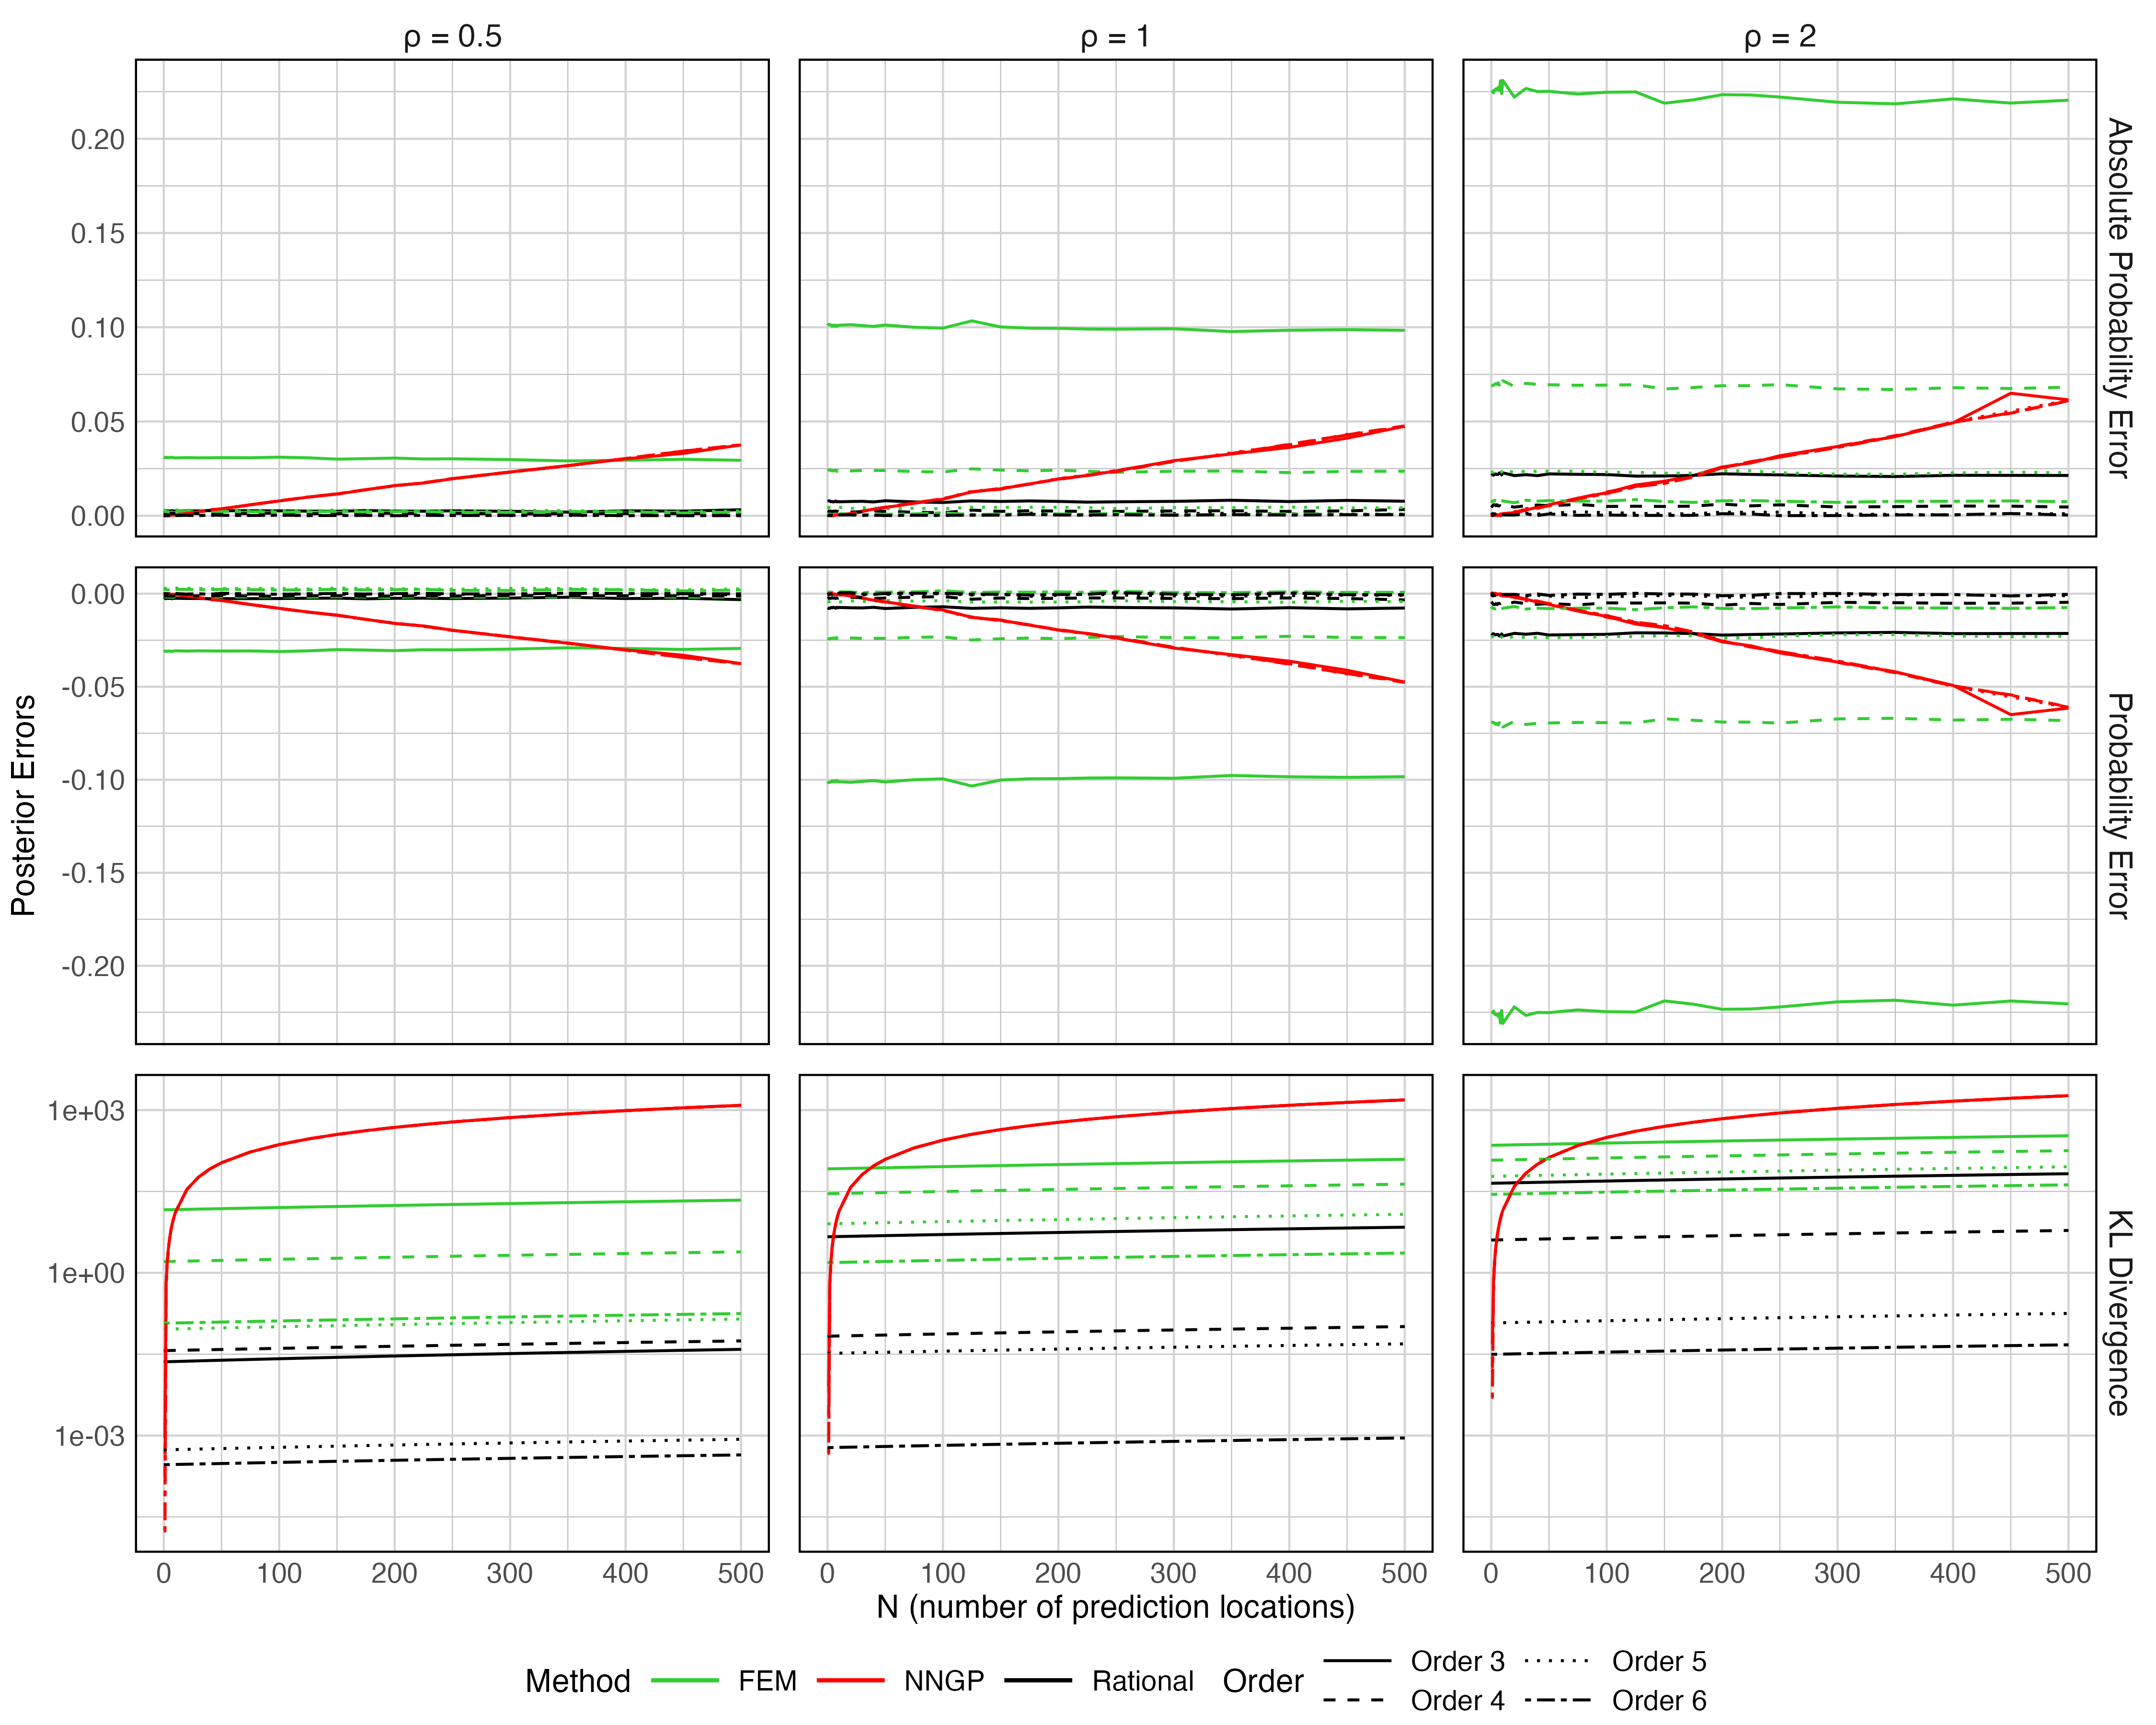 ρ = 0.5
ρ = 1
ρ = 2
0.20
0.15
0.10
0.05
0.00
Absolute Probability Error
0.00
-0.05
-0.10
-0.15
-0.20
Probability Error
Posterior Errors
1e+03
1e+00
1e-03
KL Divergence
0 100 200 300 400 500
0 100 200 300 400 500
0 100 200 300 400 500
N (number of prediction locations)
Method FEM NNGP Rational
Order Order 3 Order 5
Order 4 Order 6